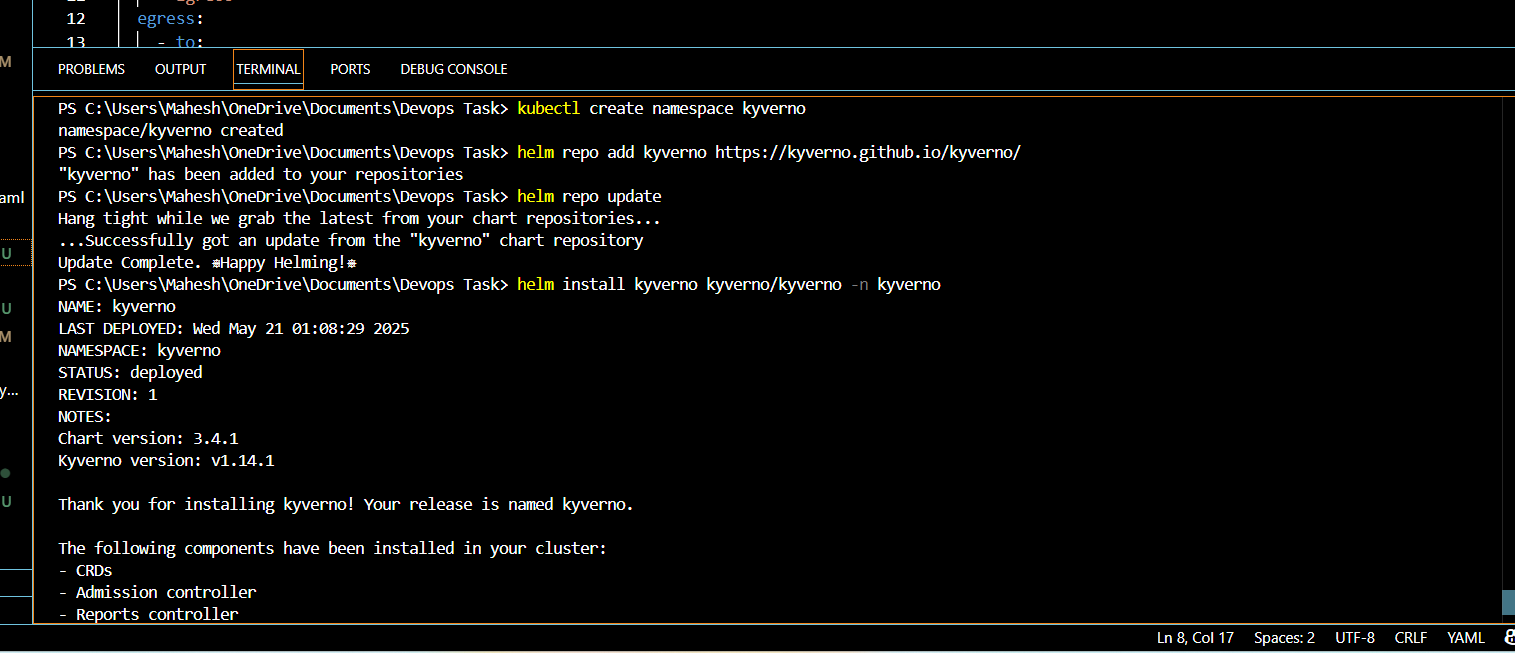 12 egress:
13 - to:
M
PROBLEMS OUTPUT TERMINAL PORTS DEBUG CONSOLE
PS C:\Users\Mahesh\OneDrive\Documents\Devops Task> kubectl create namespace kyverno
namespace/kyverno created
PS C:\Users\Mahesh\OneDrive\Documents\Devops Task> helm repo add kyverno https://kyverno.github.io/kyverno/
"kyverno" has been added to your repositories
aml
PS C:\Users\Mahesh\OneDrive\Documents\Devops Task> helm repo update
Hang tight while we grab the latest from your chart repositories...
...Successfully got an update from the "kyverno" chart repository
U
Update Complete. ⎈Happy Helming!⎈
PS C:\Users\Mahesh\OneDrive\Documents\Devops Task> helm install kyverno kyverno/kyverno -n kyverno
NAME: kyverno
U
LAST DEPLOYED: Wed May 21 01:08:29 2025
M
NAMESPACE: kyverno
STATUS: deployed
y...
REVISION: 1
NOTES:
Chart version: 3.4.1
Kyverno version: v1.14.1
U
Thank you for installing kyverno! Your release is named kyverno.
The following components have been installed in your cluster:
- CRDs
- Admission controller
- Reports controller
Ln 8, Col 17 Spaces: 2 UTF-8 CRLF YAML